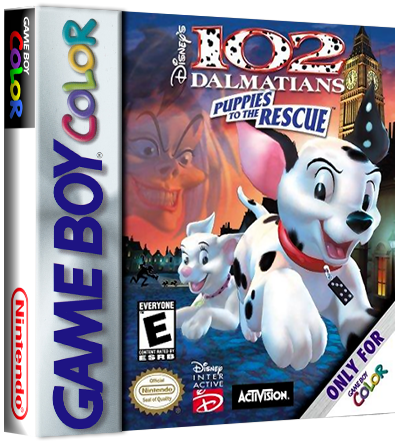 GAME BOY
COLOR
Nintendo
GAME BOY COLOR
Disney's
102
DALMATIANS
PUPPIES
TO THE RESCUE
EVERYONE
E
CONTENT RATED BY
ESRB
Official
Nintendo
Seal of Quality
Disney
INTER
ACTIVE
D
ACTIVISION.
ONLY FOR
GAME BOY
COLOR